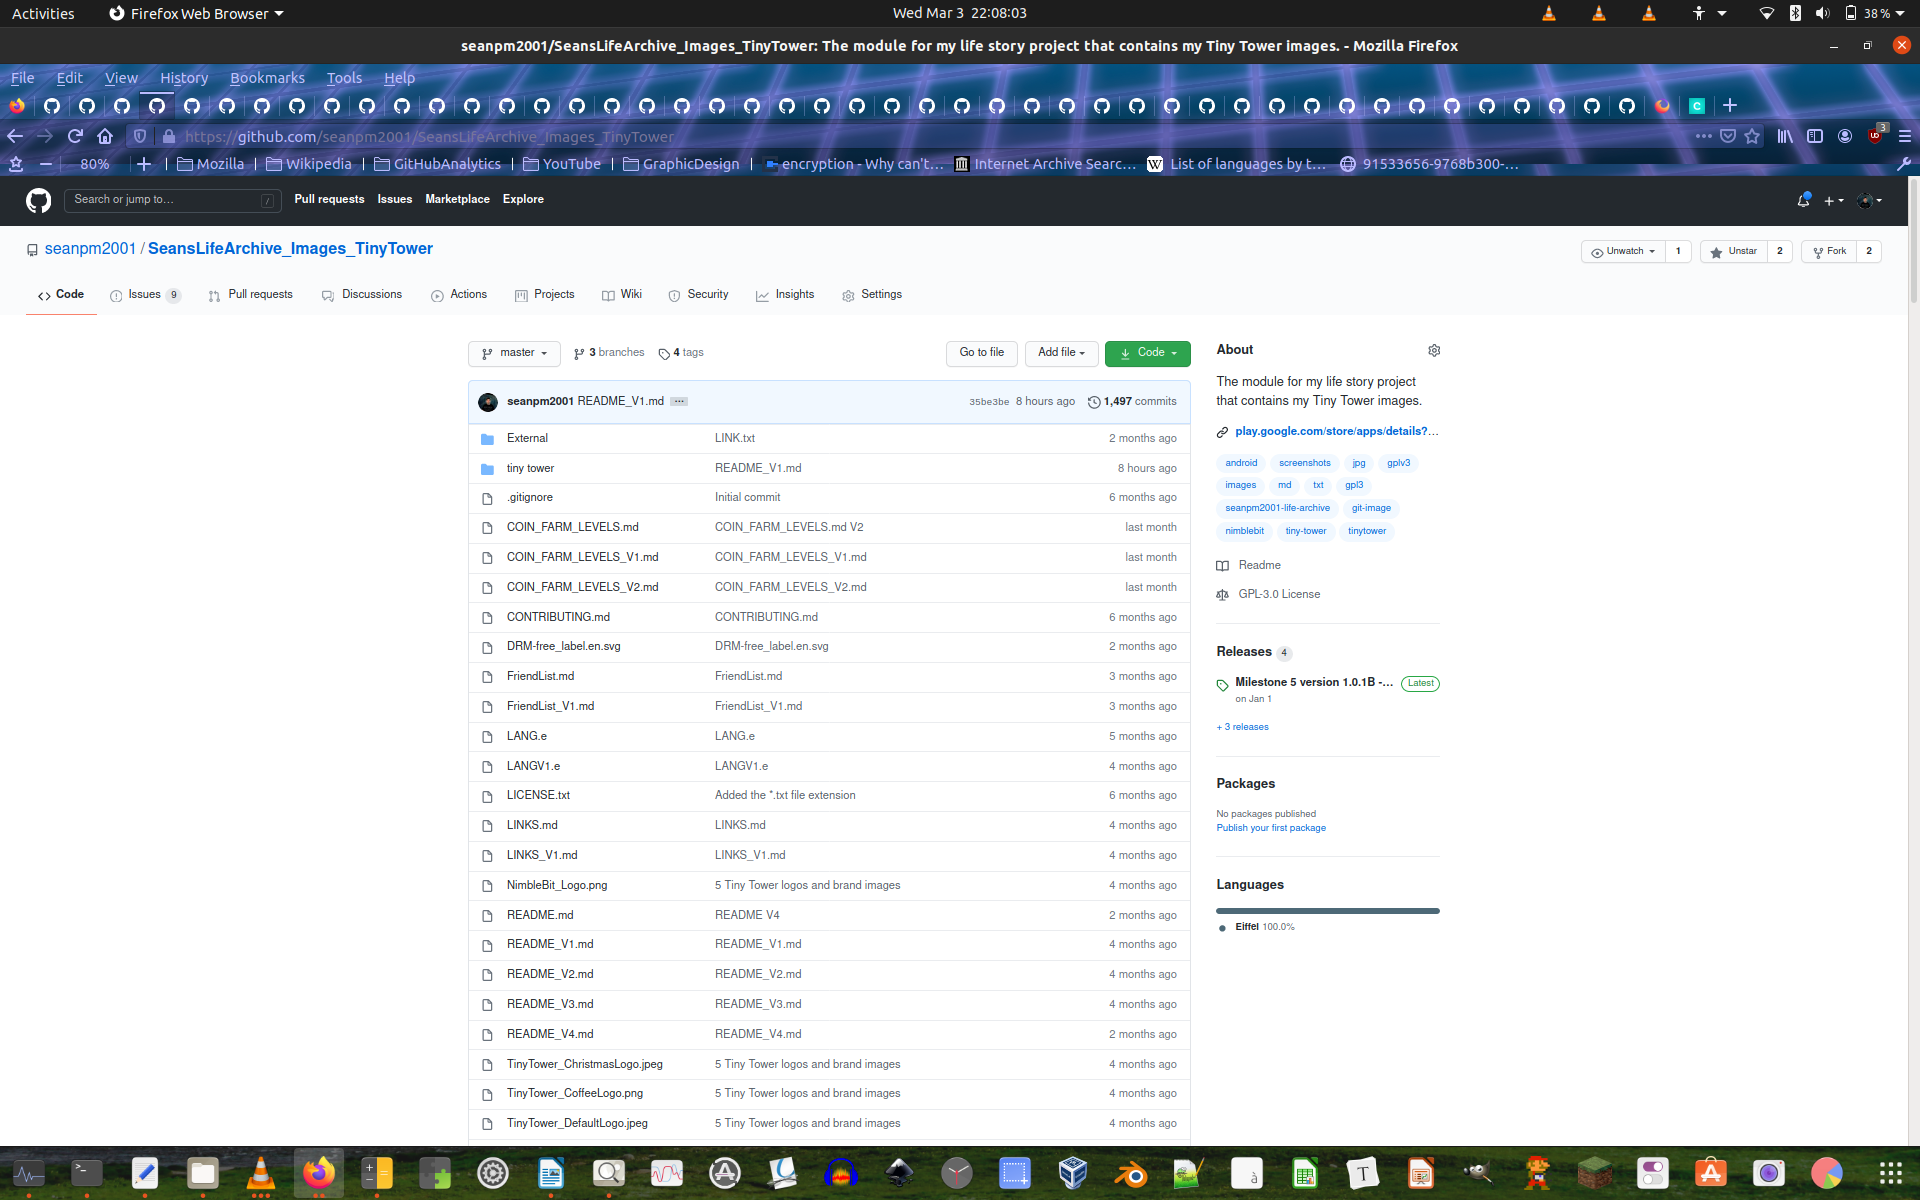 Activities Firefox Web Browser Wed Mar 3 22:08:03 38 %
seanpm2001/SeansLifeArchive_Images_TinyTower: The module for my life story project that contains my Tiny Tower images. - Mozilla Firefox
File Edit View History Bookmarks Tools Help
https://github.com/seanpm2001/SeansLifeArchive_Images_TinyTower 3
80% Mozilla Wikipedia GitHubAnalytics YouTube GraphicDesign encryption - Why can't… Internet Archive Searc… List of languages by t… 91533656-9768b300-…
Search or jump to… / Pull requests Issues Marketplace Explore
seanpm2001 / SeansLifeArchive_Images_TinyTower Unwatch 1 Unstar 2 Fork 2
Code Issues 9 Pull requests Discussions Actions Projects Wiki Security Insights Settings
master 3 branches 4 tags Go to file Add file Code
seanpm2001 README_V1.md ... 35be3be 8 hours ago 1,497 commits
External LINK.txt 2 months ago
tiny tower README_V1.md 8 hours ago
.gitignore Initial commit 6 months ago
COIN_FARM_LEVELS.md COIN_FARM_LEVELS.md V2 last month
COIN_FARM_LEVELS_V1.md COIN_FARM_LEVELS_V1.md last month
COIN_FARM_LEVELS_V2.md COIN_FARM_LEVELS_V2.md last month
CONTRIBUTING.md CONTRIBUTING.md 6 months ago
DRM-free_label.en.svg DRM-free_label.en.svg 2 months ago
FriendList.md FriendList.md 3 months ago
FriendList_V1.md FriendList_V1.md 3 months ago
LANG.e LANG.e 5 months ago
LANGV1.e LANGV1.e 4 months ago
LICENSE.txt Added the *.txt file extension 6 months ago
LINKS.md LINKS.md 4 months ago
LINKS_V1.md LINKS_V1.md 4 months ago
NimbleBit_Logo.png 5 Tiny Tower logos and brand images 4 months ago
README.md README V4 2 months ago
README_V1.md README_V1.md 4 months ago
README_V2.md README_V2.md 4 months ago
README_V3.md README_V3.md 4 months ago
README_V4.md README_V4.md 2 months ago
TinyTower_ChristmasLogo.jpeg 5 Tiny Tower logos and brand images 4 months ago
TinyTower_CoffeeLogo.png 5 Tiny Tower logos and brand images 4 months ago
TinyTower_DefaultLogo.jpeg 5 Tiny Tower logos and brand images 4 months ago
About
The module for my life story project
that contains my Tiny Tower images.
play.google.com/store/apps/details?…
android screenshots jpg gplv3
images md txt gpl3
seanpm2001-life-archive git-image
nimblebit tiny-tower tinytower
Readme
GPL-3.0 License
Releases 4
Milestone 5 version 1.0.1B -… Latest
on Jan 1
+ 3 releases
Packages
No packages published
Publish your first package
Languages
Eiffel 100.0%